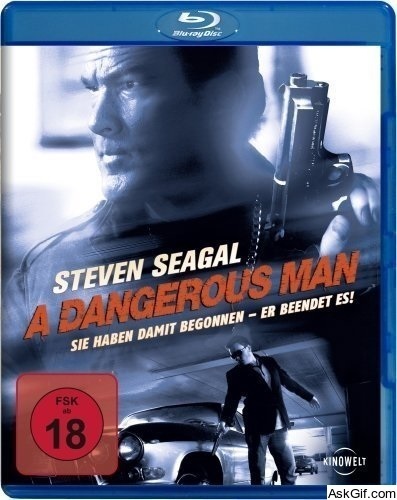 Blu-ray Disc
STEVEN SEAGAL
A DANGEROUS MAN
SIE HABEN DAMIT BEGONNEN – ER BEENDET ES!
FSK
ab
18
KINOWELT
AskGif.com